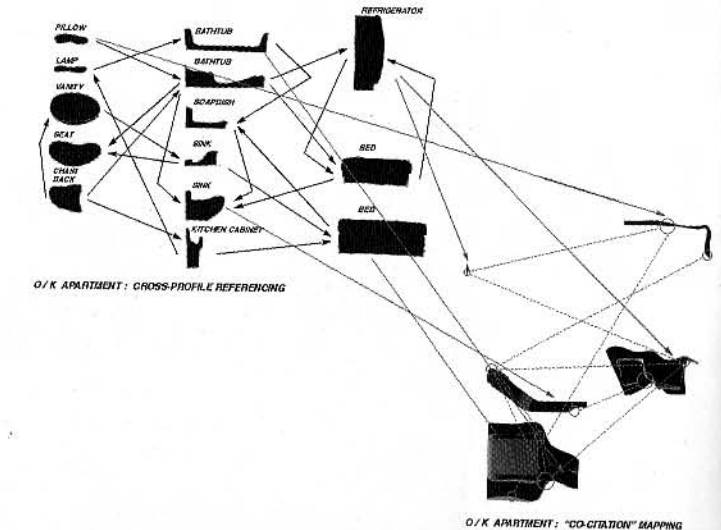 PILLOW
LAMP
VANITY
SEAT
CHAIR
BACK
BATHTUB
BATHTUB
SOAPDISH
SINK
SINK
KITCHEN CABINET
REFRIGERATOR
BED
BED
O / K APARTMENT : CROSS-PROFILE REFERENCING
O / K APARTMENT : "CO-CITATION" MAPPING